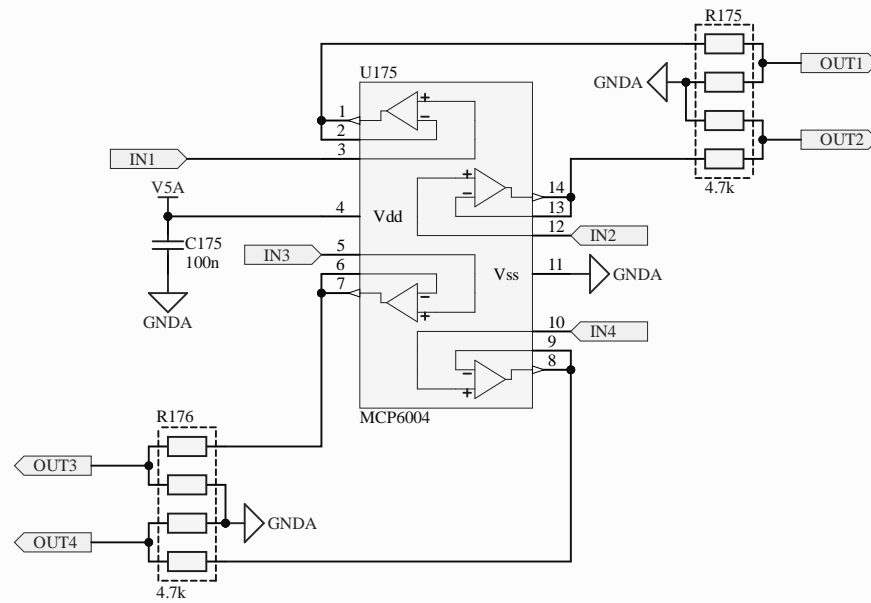 R175
OUT1
U175
GNDA
1
2
3
IN1
OUT2
4.7k
14
13
12
V5A
4
Vdd
C175
100n
IN2
IN3
5
6
7
Vss
11
GNDA
GNDA
10
9
8
IN4
MCP6004
R176
OUT3
GNDA
OUT4
4.7k